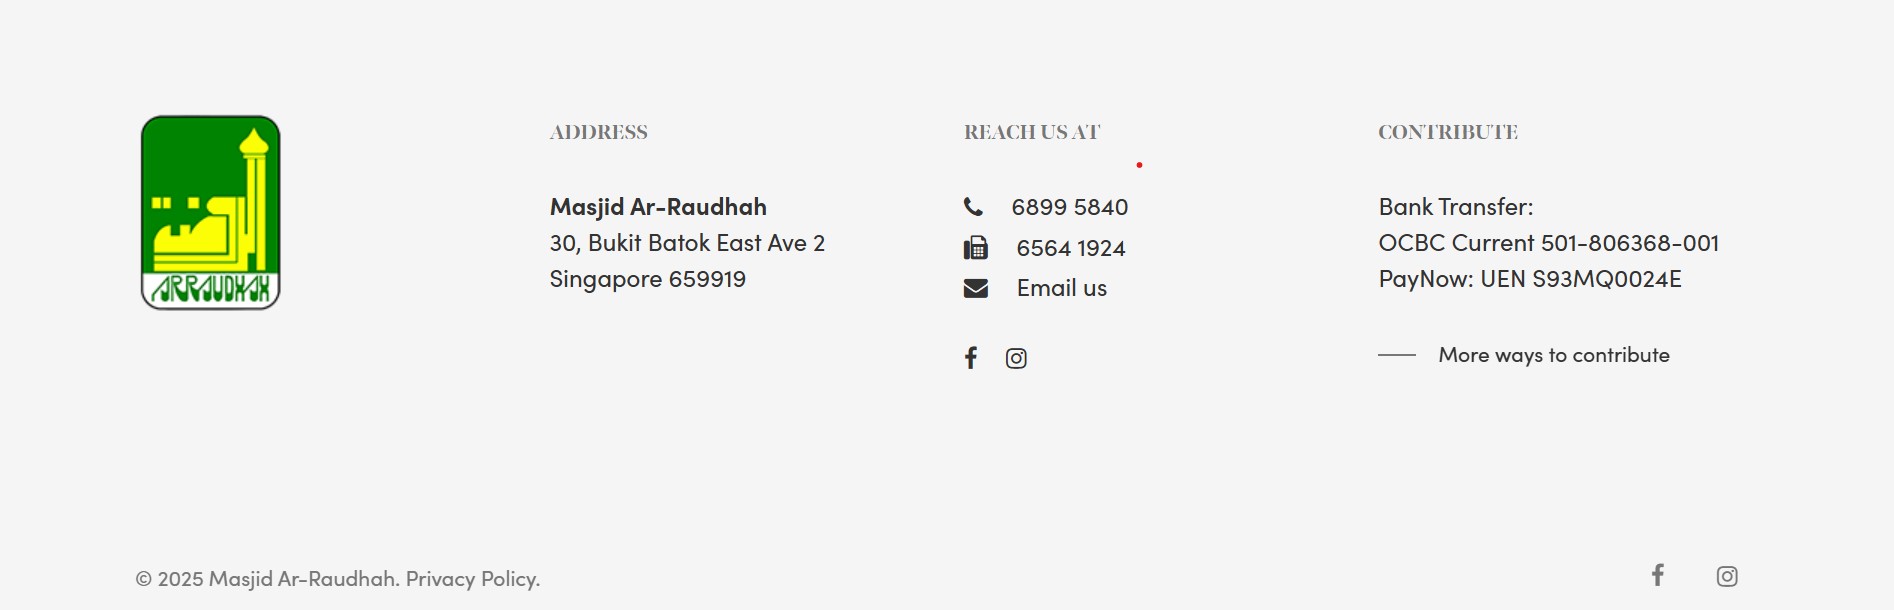 ARRAUDHAH
ADDRESS
Masjid Ar-Raudhah
30, Bukit Batok East Ave 2
Singapore 659919
REACH US AT
6899 5840
6564 1924
Email us
CONTRIBUTE
Bank Transfer:
OCBC Current 501-806368-001
PayNow: UEN S93MQ0024E
More ways to contribute
© 2025 Masjid Ar-Raudhah. Privacy Policy.